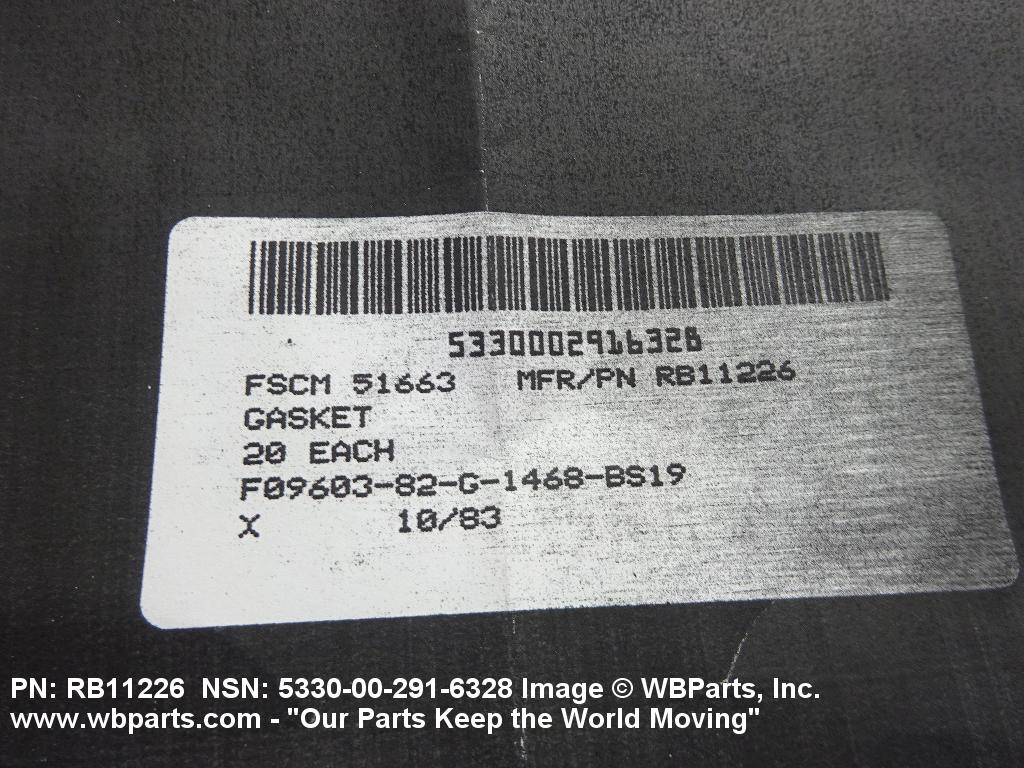 5330002916328
FSCM 51663 MFR/PN RB11226
GASKET
20 EACH
F09603-82-G-1468-BS19
X 10/83
PN: RB11226 NSN: 5330-00-291-6328 Image © WBParts, Inc.
www.wbparts.com - "Our Parts Keep the World Moving"